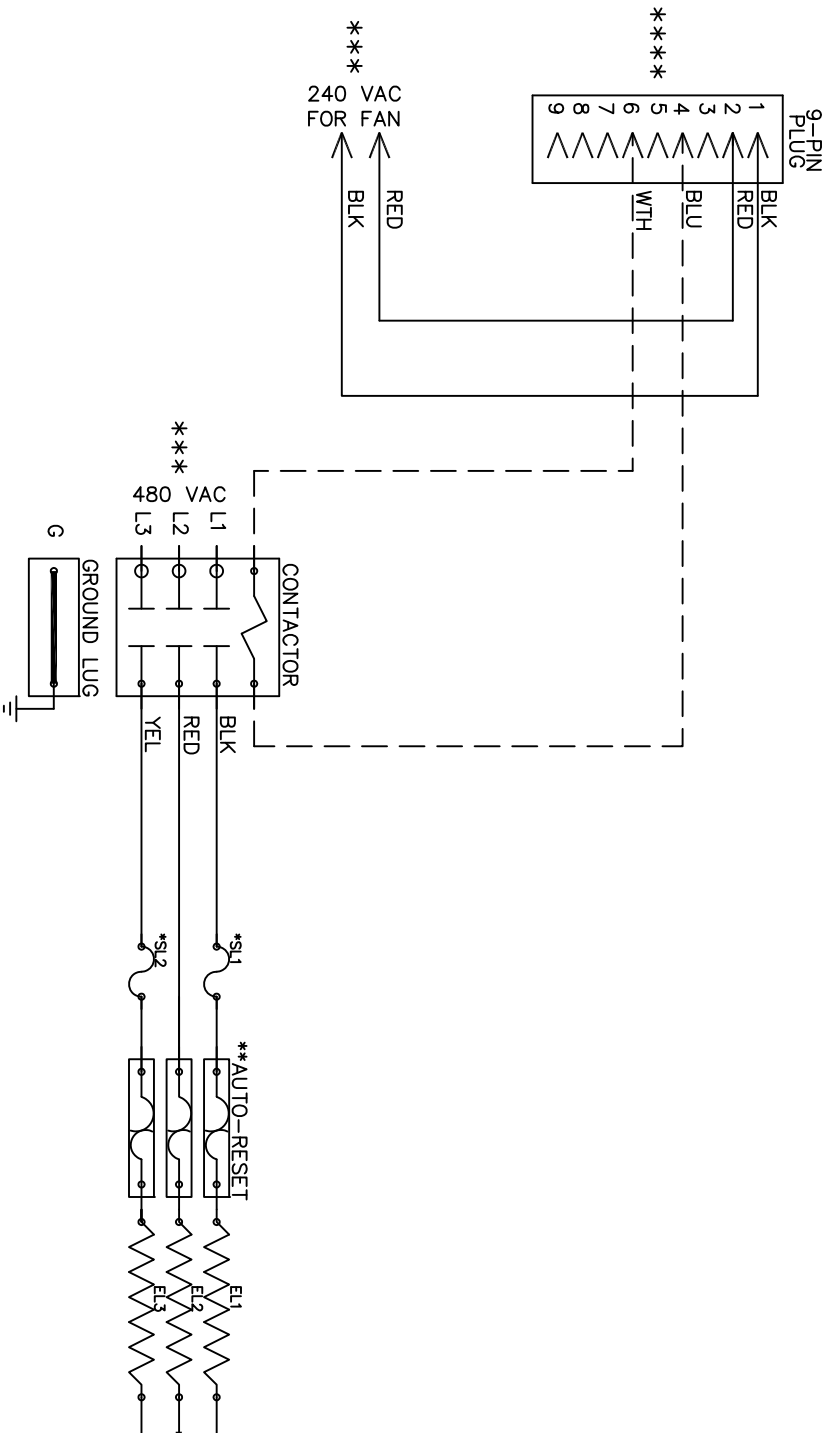 ****
9-PIN
PLUG
1
2
3
4
5
6
7
8
9
BLK
RED
BLU
WTH
***
240 VAC
FOR FAN
RED
BLK
***
480 VAC
L1
L2
L3
CONTACTOR
G
GROUND LUG
BLK
RED
YEL
*SL1
*SL2
**AUTO-RESET
EL1
EL2
EL3